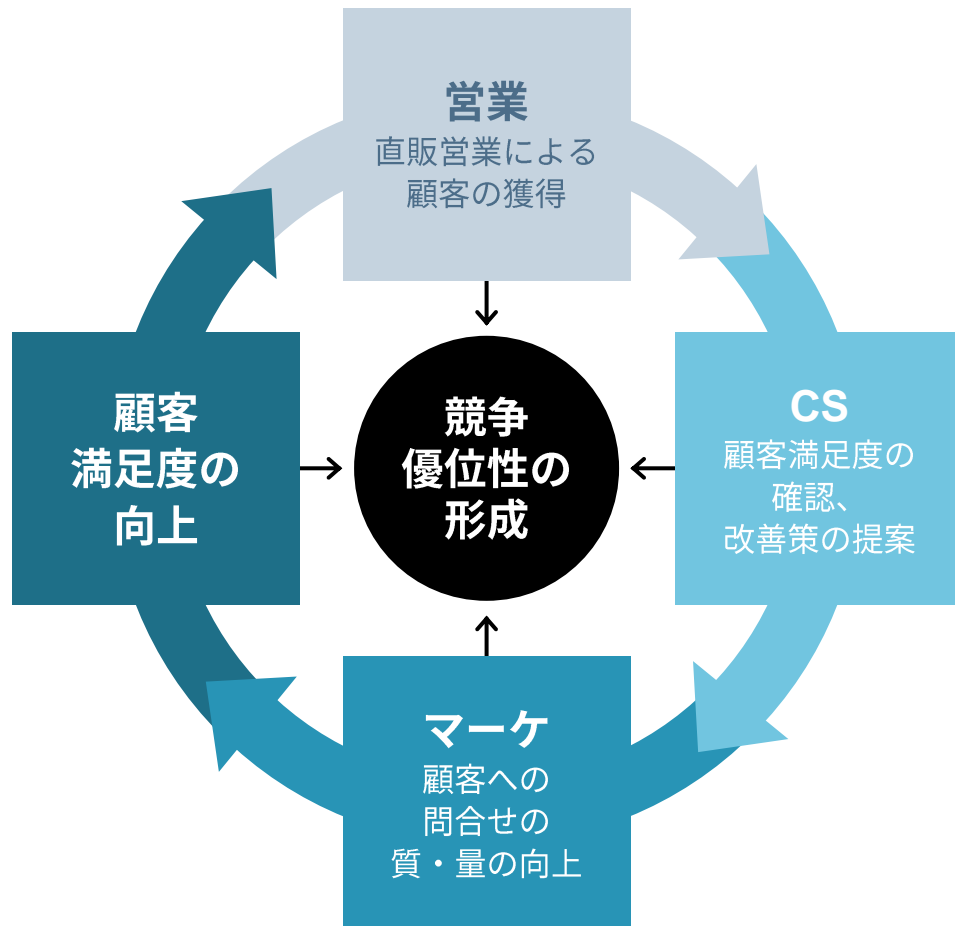 営業
直販営業による
顧客の獲得
顧客
満足度の
向上
競争
優位性の
形成
CS
顧客満足度の
確認、
改善策の提案
マーケ
顧客への
問合せの
質・量の向上